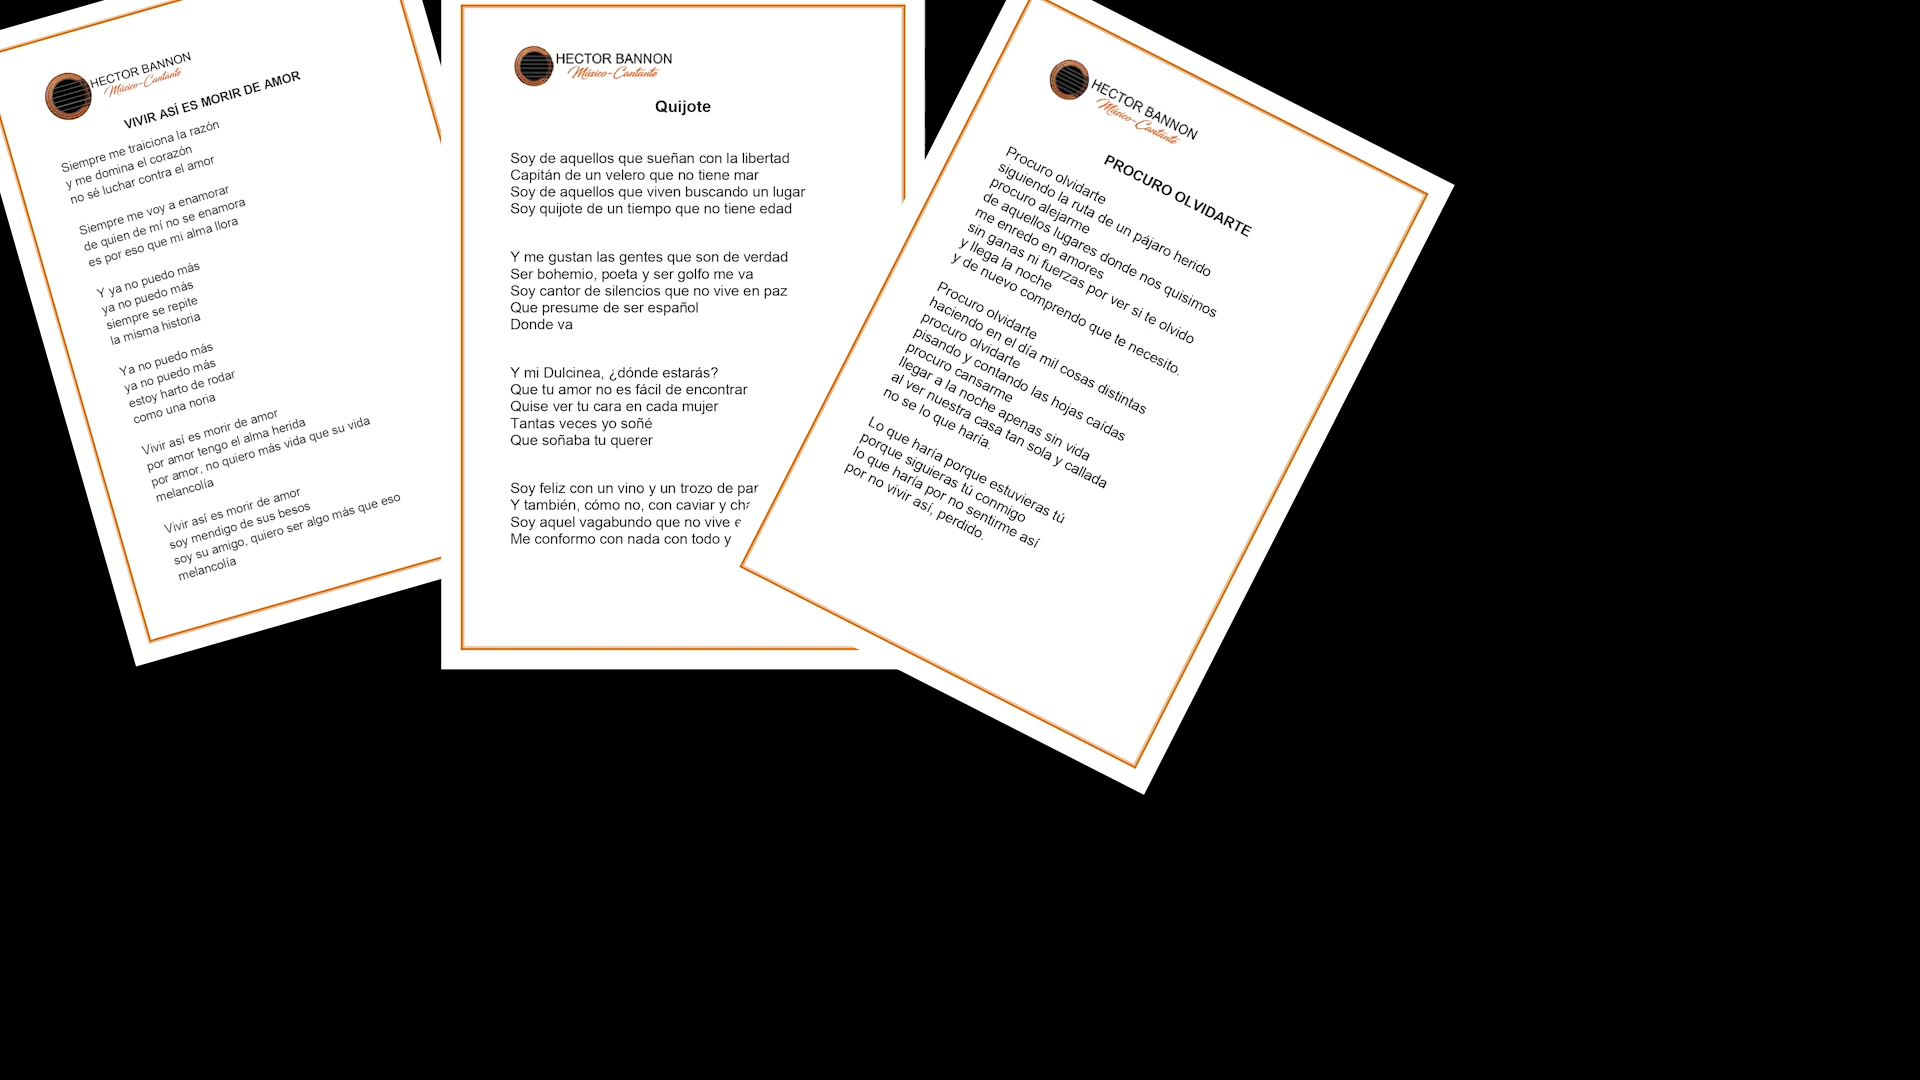 HECTOR BANNON
Músico-Cantante
VIVIR ASÍ ES MORIR DE AMOR
Siempre me traiciona la razón
y me domina el corazón
no sé luchar contra el amor
Siempre me voy a enamorar
de quien de mí no se enamora
es por eso que mi alma llora
Y ya no puedo más
ya no puedo más
siempre se repite
la misma historia
Ya no puedo más
ya no puedo más
estoy harto de rodar
como una noria
Vivir así es morir de amor
por amor tengo el alma herida
por amor, no quiero más vida que su vida
melancolía
Vivir así es morir de amor
soy mendigo de sus besos
soy su amigo, quiero ser algo más que eso
melancolía
HECTOR BANNON
Músico-Cantante
Quijote
Soy de aquellos que sueñan con la libertad
Capitán de un velero que no tiene mar
Soy de aquellos que viven buscando un lugar
Soy quijote de un tiempo que no tiene edad
Y me gustan las gentes que son de verdad
Ser bohemio, poeta y ser golfo me va
Soy cantor de silencios que no vive en paz
Que presume de ser español
Donde va
Y mi Dulcinea, ¿dónde estarás?
Que tu amor no es fácil de encontrar
Quise ver tu cara en cada mujer
Tantas veces yo soñé
Que soñaba tu querer
Soy feliz con un vino y un trozo de
Y también, cómo no, con caviar y
Soy aquel vagabundo que no vive
Me conformo con nada con todo y
HECTOR BANNON
Músico-Cantante
PROCURO OLVIDARTE
Procuro olvidarte
siguiendo la ruta de un pájaro herido
procuro alejarme
de aquellos lugares donde nos quisimos
me enredo en amores
sin ganas ni fuerzas por ver si te olvido
y llega la noche
y de nuevo comprendo que te necesito.
Procuro olvidarte
haciendo en el día mil cosas distintas
procuro olvidarte
pisando y contando las hojas caídas
procuro cansarme
llegar a la noche apenas sin vida
al ver nuestra casa tan sola y callada
no se lo que haría.
Lo que haría porque estuvieras tú
porque siguieras tú conmigo
lo que haría por no sentirme así
por no vivir así, perdido.